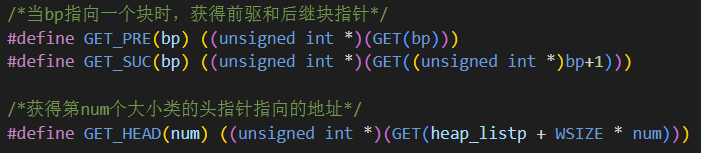 /*当bp指向一个块时，获得前驱和后继块指针*/
#define GET_PRE(bp) ((unsigned int *)(GET(bp)))
#define GET_SUC(bp) ((unsigned int *)(GET((unsigned int *)bp+1)))
/*获得第num个大小类的头指针指向的地址*/
#define GET_HEAD(num) ((unsigned int *)(GET(heap_listp + WSIZE * num)))